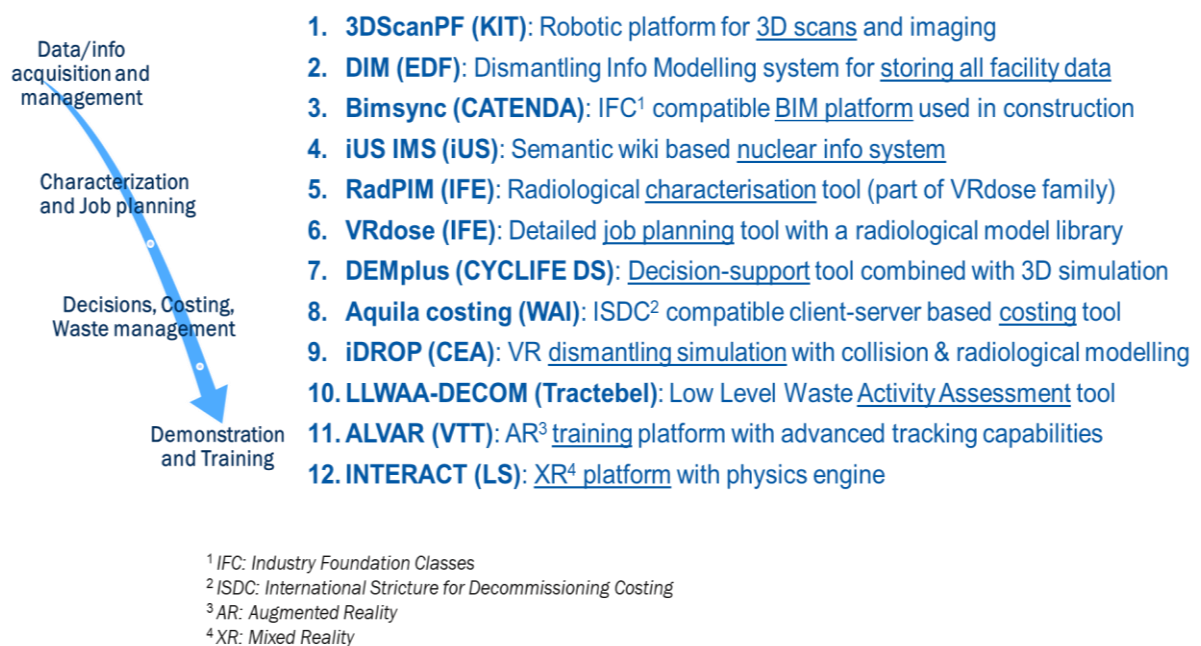 Data/info
acquisition and
management
Characterization
and Job planning
Decisions, Costing,
Waste management
Demonstration
and Training
1. 3DScanPF (KIT): Robotic platform for 3D scans and imaging
2. DIM (EDF): Dismantling Info Modelling system for storing all facility data
3. Bimsync (CATENDA): IFC¹ compatible BIM platform used in construction
4. iUS IMS (iUS): Semantic wiki based nuclear info system
5. RadPIM (IFE): Radiological characterisation tool (part of VRdose family)
6. VRdose (IFE): Detailed job planning tool with a radiological model library
7. DEMplus (CYCLIFE DS): Decision-support tool combined with 3D simulation
8. Aquila costing (WAI): ISDC² compatible client-server based costing tool
9. iDROP (CEA): VR dismantling simulation with collision & radiological modelling
10. LLWAA-DECOM (Tractebel): Low Level Waste Activity Assessment tool
11. ALVAR (VTT): AR³ training platform with advanced tracking capabilities
12. INTERACT (LS): XR⁴ platform with physics engine
¹ IFC: Industry Foundation Classes
² ISDC: International Stricture for Decommissioning Costing
³ AR: Augmented Reality
⁴ XR: Mixed Reality